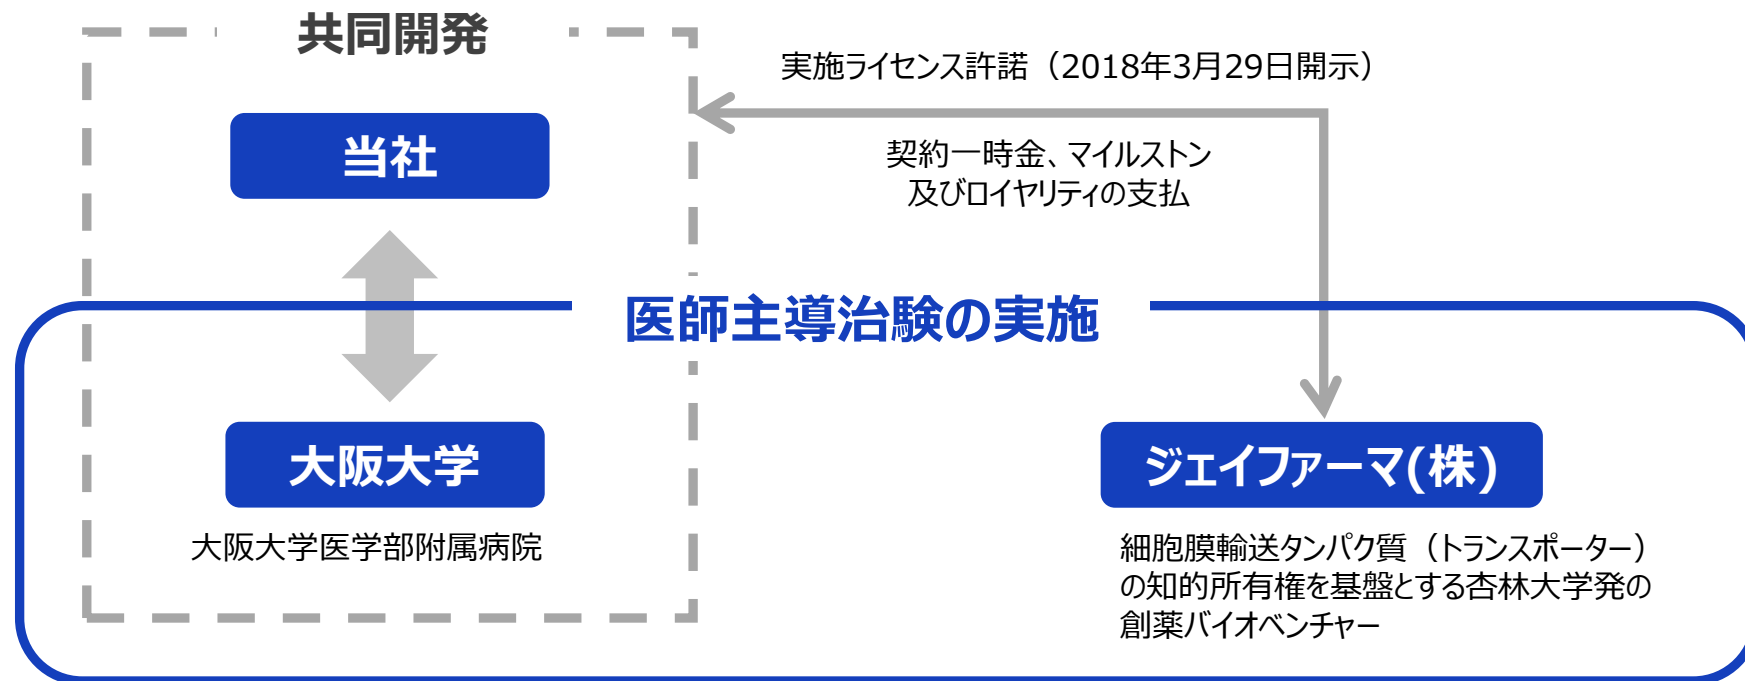 共同開発
実施ライセンス許諾（2018年3月29日開示）
当社
契約一時金、マイルストン
及びロイヤリティの支払
医師主導治験の実施
大阪大学
ジェイファーマ(株)
大阪大学医学部附属病院
細胞膜輸送タンパク質（トランスポーター）
の知的所有権を基盤とする杏林大学発の
創薬バイオベンチャー